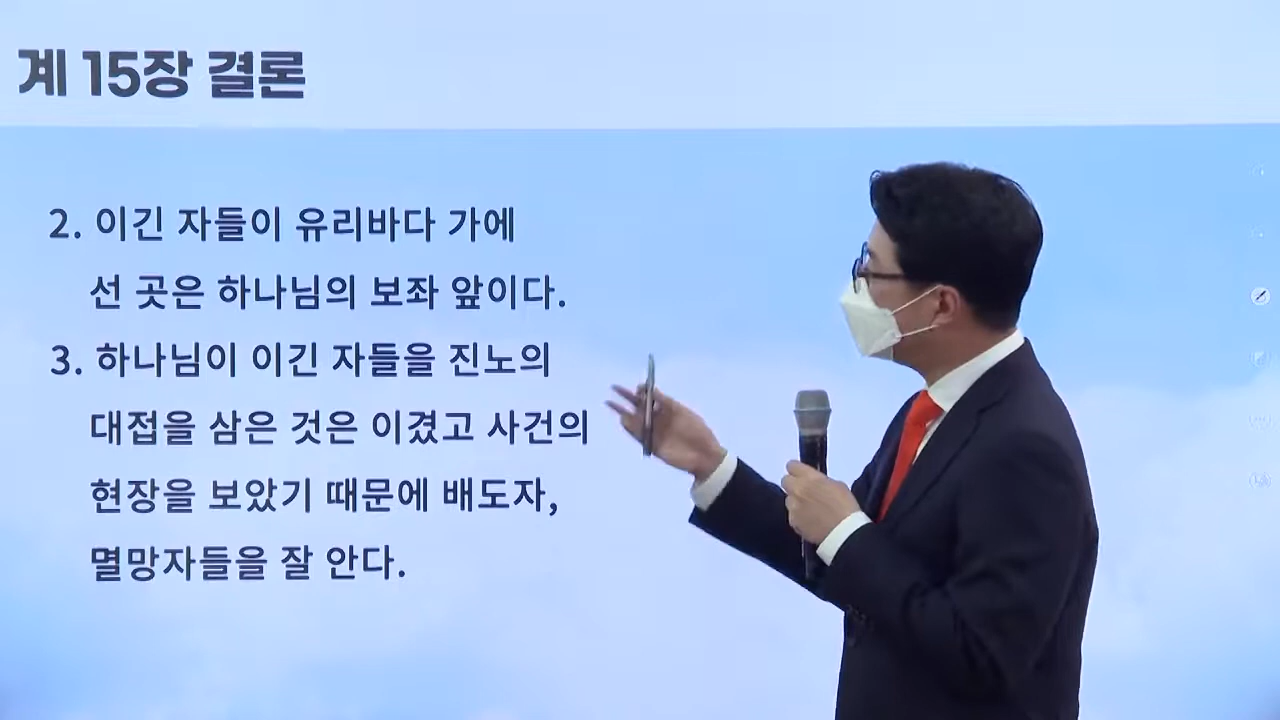 계 15장 결론
2. 이긴 자들이 유리바다 가에
선 곳은 하나님의 보좌 앞이다.
3. 하나님이 이긴 자들을 진노의
대접을 삼은 것은 이겼고 사건의
현장을 보았기 때문에 배도자,
멸망자들을 잘 안다.